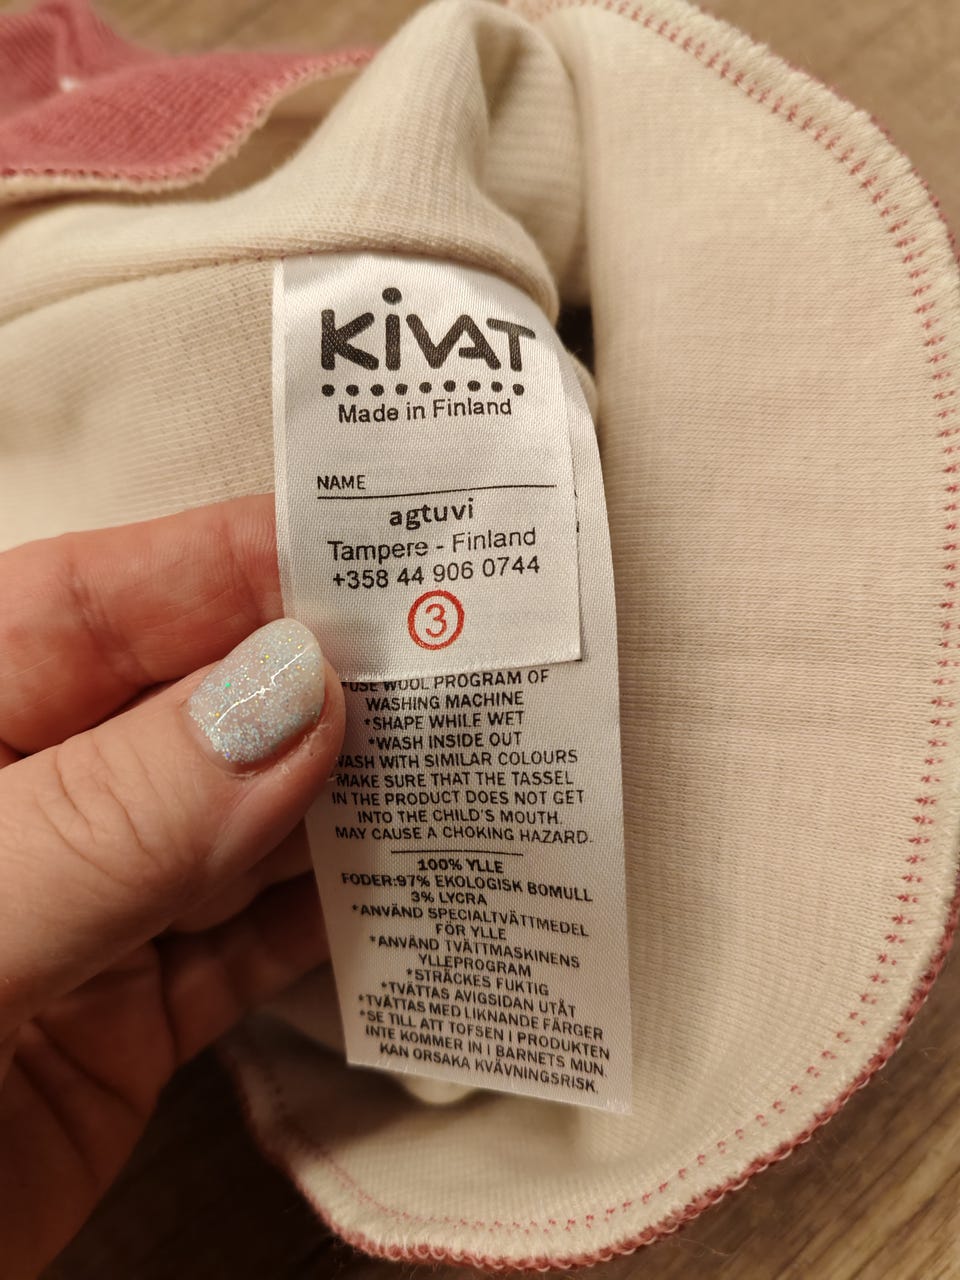 KiVAT
Made in Finland
NAME
agtuvi
Tampere - Finland
+358 44 906 0744
3
*USE WOOL PROGRAM OF
WASHING MACHINE
*SHAPE WHILE WET
*WASH INSIDE OUT
WASH WITH SIMILAR COLOURS
*MAKE SURE THAT THE TASSEL
IN THE PRODUCT DOES NOT GET
INTO THE CHILD'S MOUTH.
MAY CAUSE A CHOKING HAZARD.
100% YLLE
FODER:97% EKOLOGISK BOMULL
3% LYCRA
*ANVÄND SPECIALTVÄTTMEDEL
FÖR YLLE
*ANVÄND TVÄTTMASKINENS
YLLEPROGRAM
*STRÄCKES FUKTIG
*TVÄTTAS AVIGSIDAN UTÅT
*TVÄTTAS MED LIKNANDE FÄRGER
*SE TILL ATT TOFSEN I PRODUKTEN
INTE KOMMER IN I BARNETS MUN.
KAN ORSAKA KVÄVNINGSRISK.